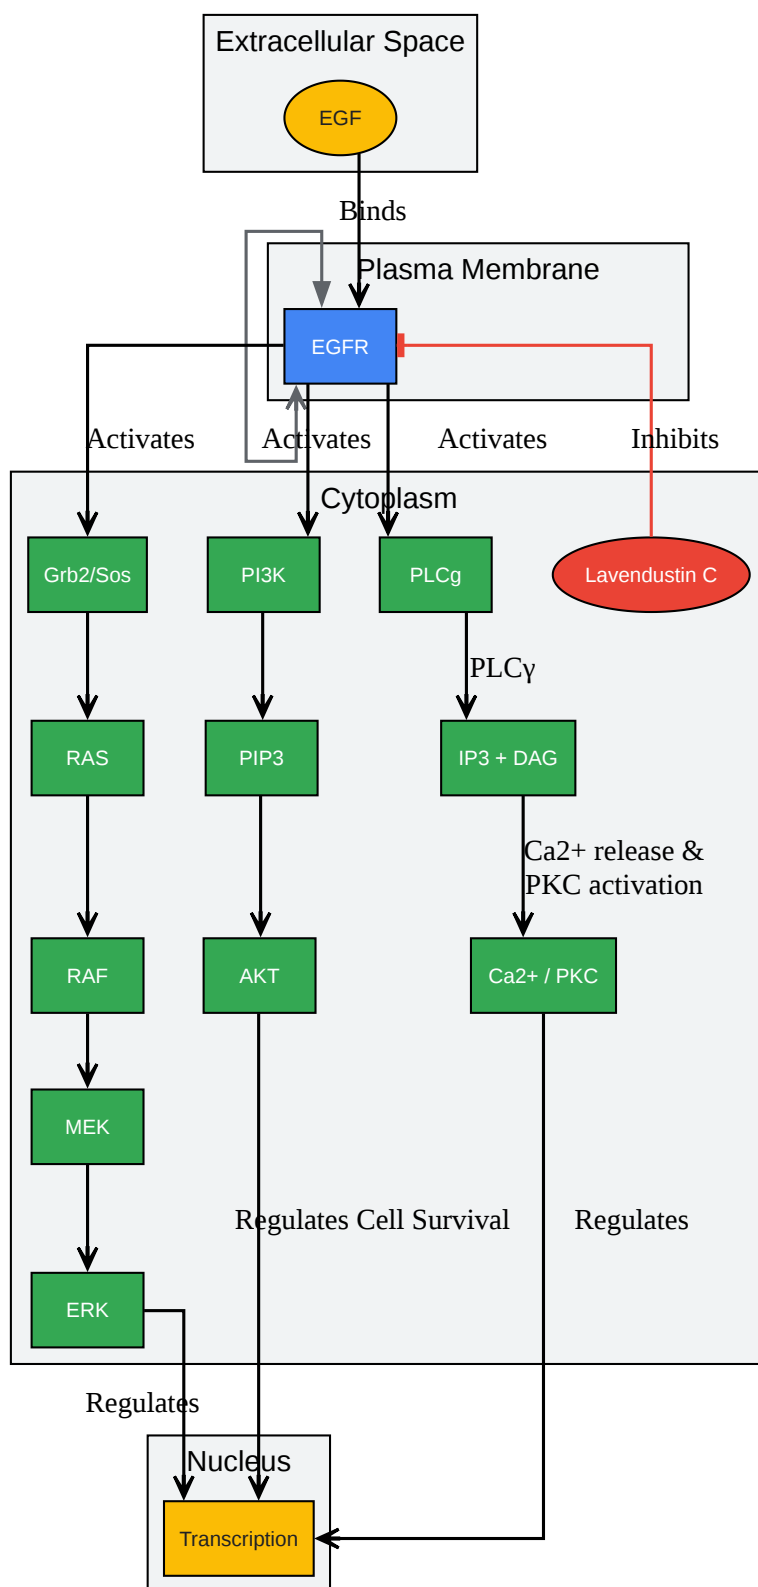 Extracellular Space
EGF
Binds
Plasma Membrane
EGFR
Activates
Activates
Activates
Inhibits
Cytoplasm
Grb2/Sos
PI3K
PLCg
Lavendustin C
PLCγ
RAS
PIP3
IP3 + DAG
Ca2+ release &
PKC activation
RAF
AKT
Ca2+ / PKC
MEK
Regulates Cell Survival
Regulates
ERK
Regulates
Nucleus
Transcription